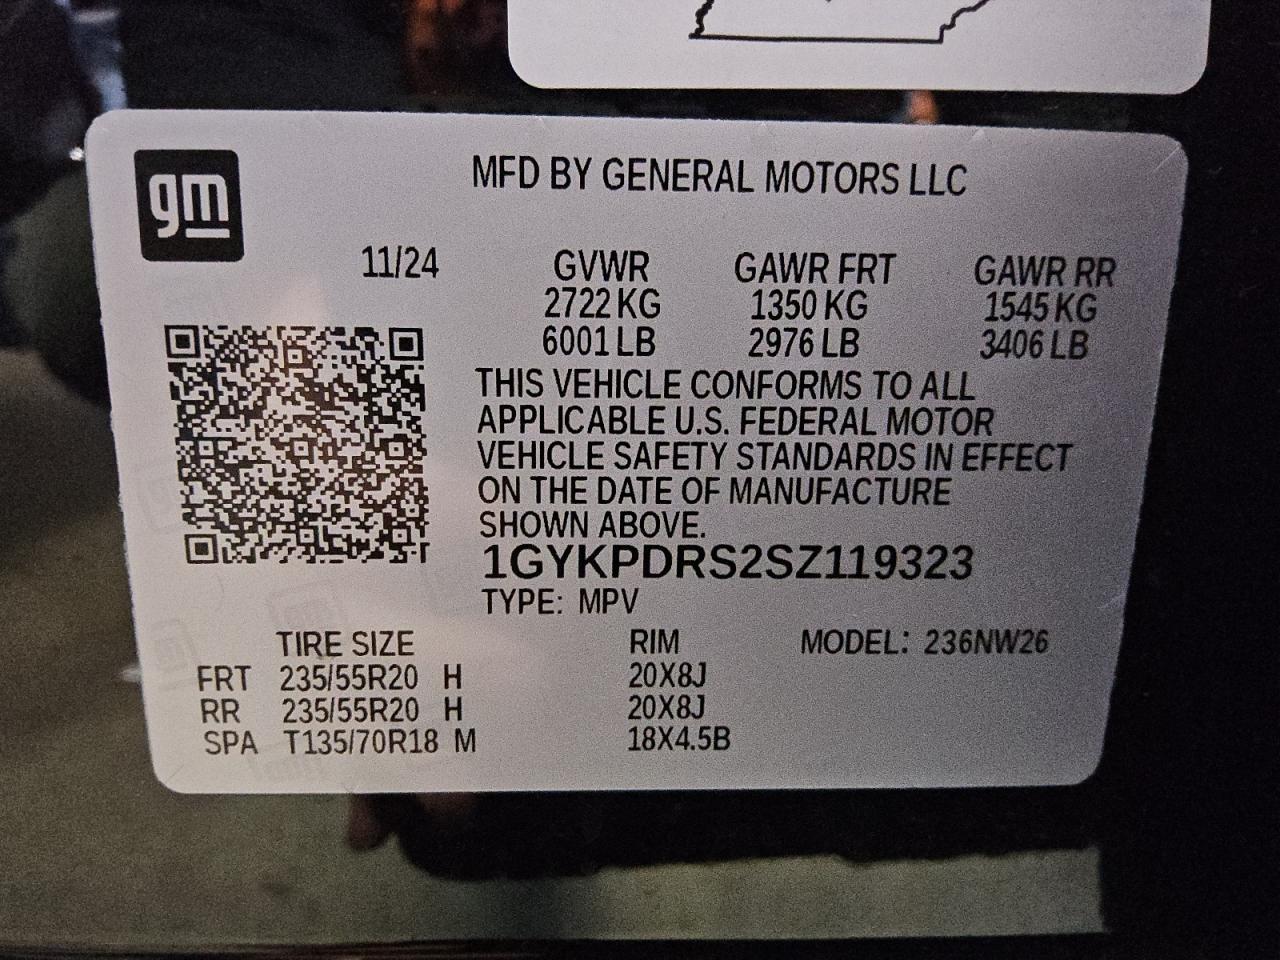 gm
MFD BY GENERAL MOTORS LLC
11/24 GVWR GAWR FRT GAWR RR
2722 KG 1350 KG 1545 KG
6001 LB 2976 LB 3406 LB
THIS VEHICLE CONFORMS TO ALL
APPLICABLE U.S. FEDERAL MOTOR
VEHICLE SAFETY STANDARDS IN EFFECT
ON THE DATE OF MANUFACTURE
SHOWN ABOVE.
1GYKPDRS2SZ119323
TYPE: MPV
TIRE SIZE RIM MODEL: 236NW26
FRT 235/55R20 H 20X8J
RR 235/55R20 H 20X8J
SPA T135/70R18 M 18X4.5B